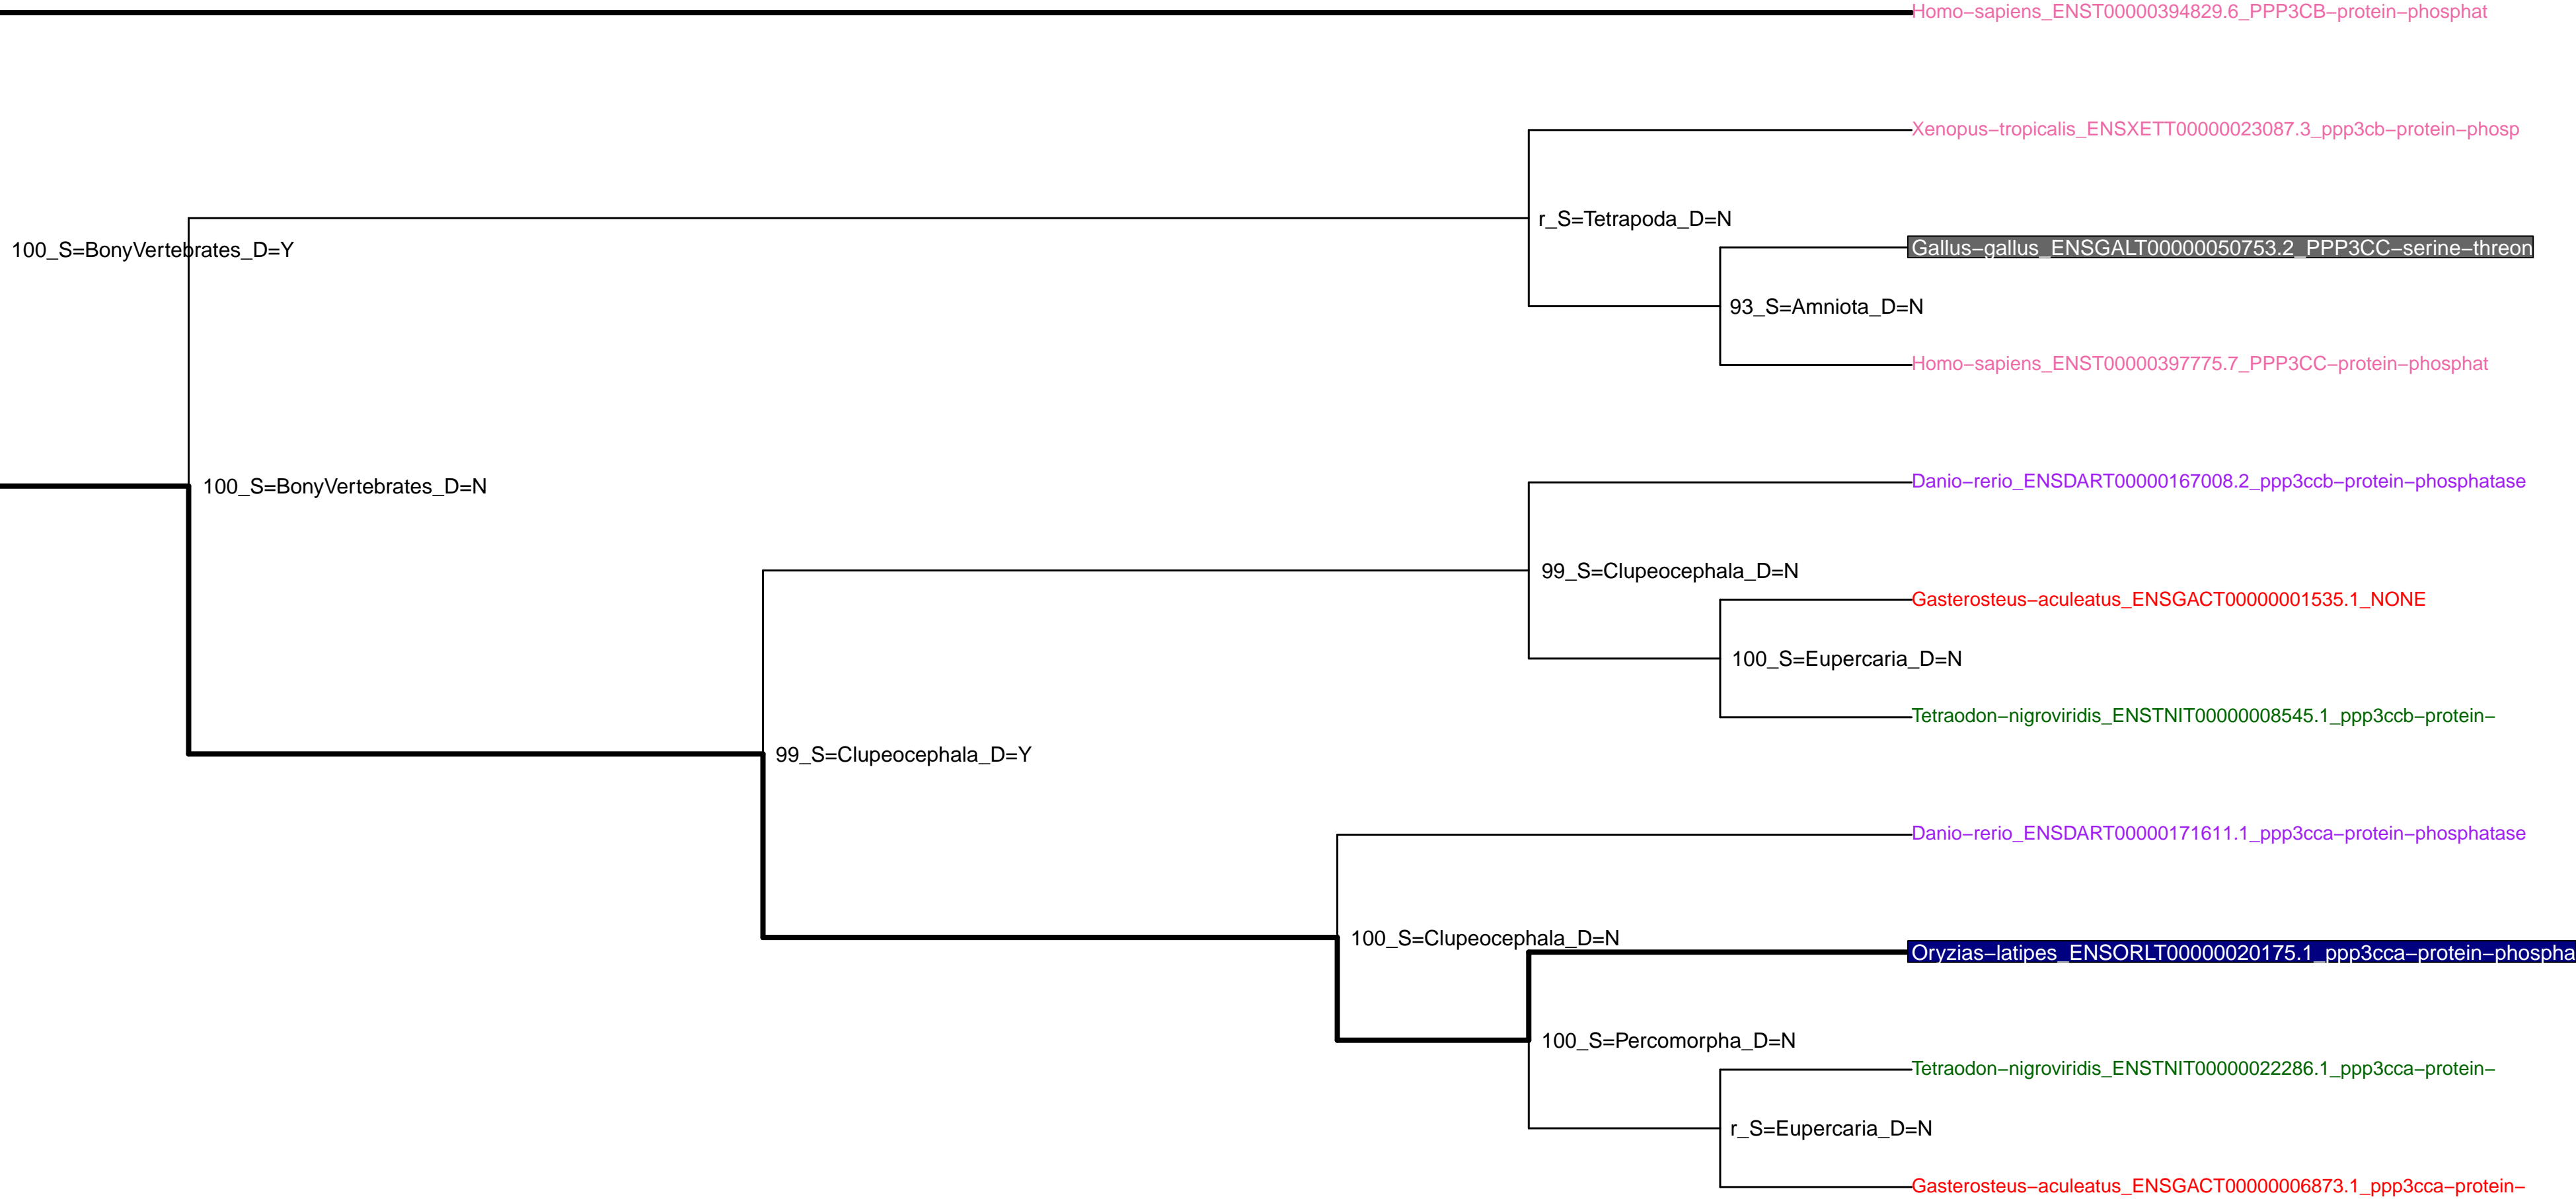 Homo−sapiens_ENST00000394829.6_PPP3CB−protein−phosphat
Xenopus−tropicalis_ENSXETT00000023087.3_ppp3cb−protein−phosp
r_S=Tetrapoda_D=N
100_S=BonyVertebrates_D=Y
Gallus−gallus_ENSGALT00000050753.2_PPP3CC−serine−threon
93_S=Amniota_D=N
Homo−sapiens_ENST00000397775.7_PPP3CC−protein−phosphat
Danio−rerio_ENSDART00000167008.2_ppp3ccb−protein−phosphatase
100_S=BonyVertebrates_D=N
99_S=Clupeocephala_D=N
Gasterosteus−aculeatus_ENSGACT00000001535.1_NONE
100_S=Eupercaria_D=N
Tetraodon−nigroviridis_ENSTNIT00000008545.1_ppp3ccb−protein−
99_S=Clupeocephala_D=Y
Danio−rerio_ENSDART00000171611.1_ppp3cca−protein−phosphatase
100_S=Clupeocephala_D=N
Oryzias−latipes_ENSORLT00000020175.1_ppp3cca−protein−phospha
100_S=Percomorpha_D=N
Tetraodon−nigroviridis_ENSTNIT00000022286.1_ppp3cca−protein−
r_S=Eupercaria_D=N
Gasterosteus−aculeatus_ENSGACT00000006873.1_ppp3cca−protein−